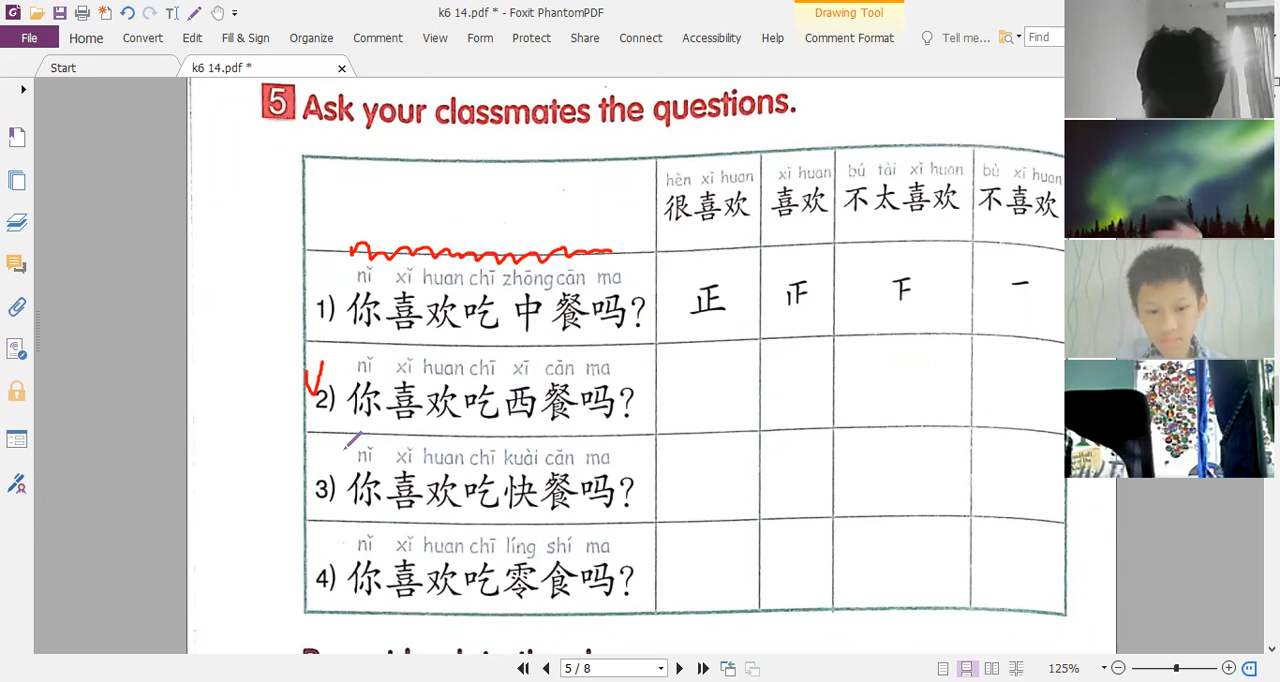 k6 14.pdf * - Foxit PhantomPDF
Drawing Tool
File Home Convert Edit Fill & Sign Organize Comment View Form Protect Share Connect Accessibility Help Comment Format Tell me... Find
Start
k6 14.pdf *
5 Ask your classmates the questions.
hěn xǐ huan
很喜欢
xǐ huan
喜欢
bú tài xǐ huan
不太喜欢
bù xǐ huan
不喜欢
nǐ xǐ huan chī zhōng cān ma
1) 你喜欢吃中餐吗?
正
下
一
nǐ xǐ huan chī xī cān ma
2) 你喜欢吃西餐吗?
nǐ xǐ huan chī kuài cān ma
3) 你喜欢吃快餐吗?
nǐ xǐ huan chī líng shí ma
4) 你喜欢吃零食吗?
5 / 8
125%